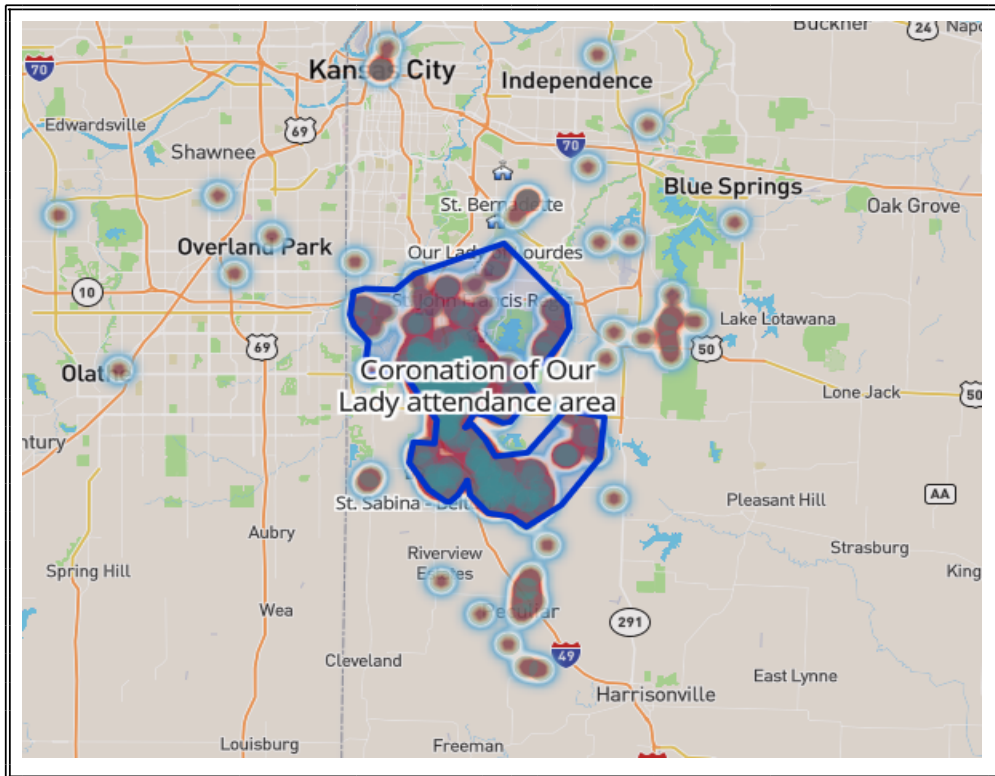 Buckner
24
Napo
70
Kansas City
Independence
Edwardsville
69
70
Shawnee
Blue Springs
St. Bernadette
Oak Grove
Overland Park
Our Lady of Lourdes
10
St. John Francis Regis
Lake Lotawana
69
50
Olathe
Coronation of Our
Lady attendance area
Lone Jack
50
ntury
St. Sabina - Belt
Pleasant Hill
AA
Aubry
Riverview
Estates
Strasburg
Spring Hill
King
Wea
Peculiar
291
Cleveland
49
East Lynne
Harrisonville
Louisburg
Freeman